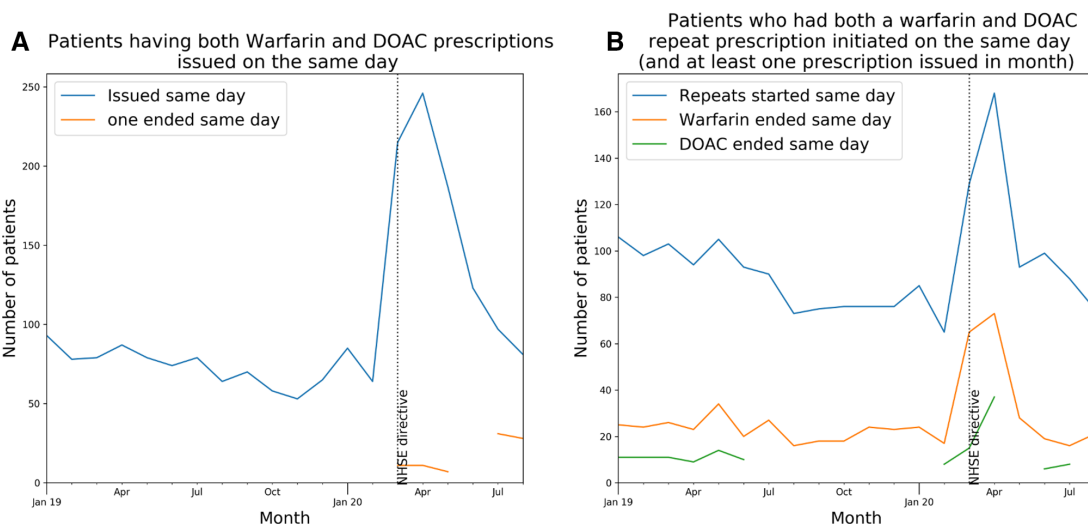 A
Patients having both Warfarin and DOAC prescriptions
issued on the same day
Issued same day
one ended same day
250
200
150
100
50
0
Number of patients
NHSE directive
Jan 19
Apr
Jul
Oct
Jan 20
Apr
Jul
Month
B
Patients who had both a warfarin and DOAC
repeat prescription initiated on the same day
(and at least one prescription issued in month)
Repeats started same day
Warfarin ended same day
DOAC ended same day
160
140
120
100
80
60
40
20
0
Number of patients
NHSE directive
Jan 19
Apr
Jul
Oct
Jan 20
Apr
Jul
Month